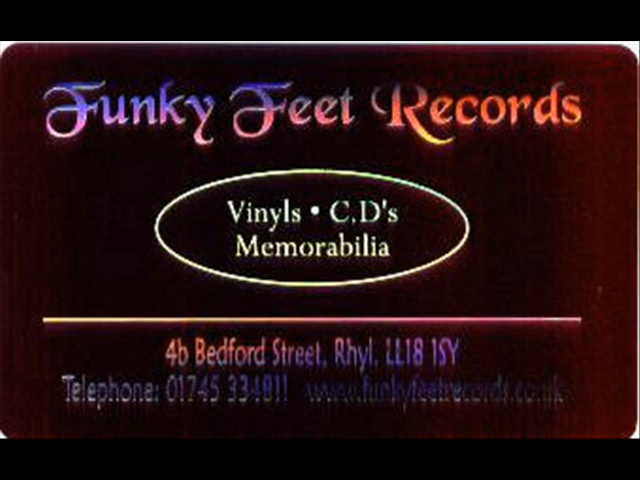 Funky Feet Records
Vinyls • C.D's
Memorabilia
4b Bedford Street, Rhyl, LL18 1SY
Telephone: 01745 334811 www.funkyfeetrecords.co.uk